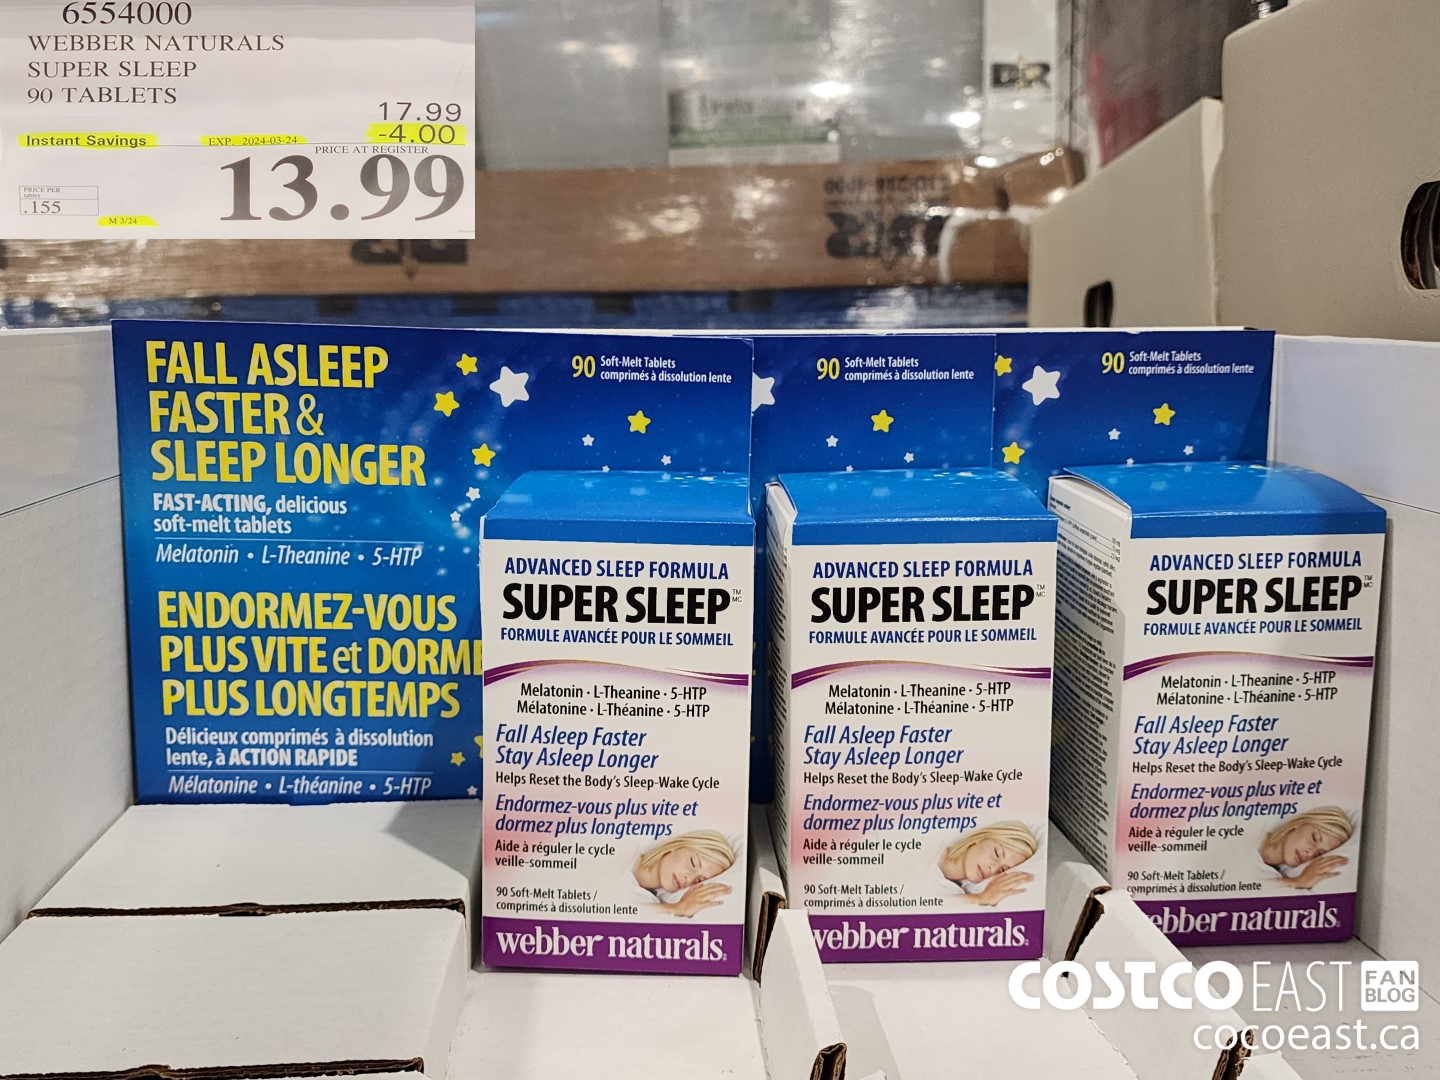 6554000
WEBBER NATURALS
SUPER SLEEP
90 TABLETS
17.99
Instant Savings EXP. 2024-03-24 -4.00
PRICE AT REGISTER
13.99
PRICE PER
tablet
.155
M 3/24
FALL ASLEEP
FASTER &
SLEEP LONGER
FAST-ACTING, delicious
soft-melt tablets
Melatonin • L-Theanine • 5-HTP
ENDORMEZ-VOUS
PLUS VITE et DORME
PLUS LONGTEMPS
Délicieux comprimés à dissolution
lente, à ACTION RAPIDE
Mélatonine • L-théanine • 5-HTP
90 Soft-Melt Tablets
comprimés à dissolution lente
90 Soft-Melt Tablets
comprimés à dissolution lente
90 Soft-Melt Tablets
comprimés à dissolution lente
ADVANCED SLEEP FORMULA
SUPER SLEEP TM MC
FORMULE AVANCÉE POUR LE SOMMEIL
Melatonin · L-Theanine · 5-HTP
Mélatonine · L-Théanine · 5-HTP
Fall Asleep Faster
Stay Asleep Longer
Helps Reset the Body's Sleep-Wake Cycle
Endormez-vous plus vite et
dormez plus longtemps
Aide à réguler le cycle
veille-sommeil
90 Soft-Melt Tablets /
comprimés à dissolution lente
webber naturals
ADVANCED SLEEP FORMULA
SUPER SLEEP TM MC
FORMULE AVANCÉE POUR LE SOMMEIL
Melatonin · L-Theanine · 5-HTP
Mélatonine · L-Théanine · 5-HTP
Fall Asleep Faster
Stay Asleep Longer
Helps Reset the Body's Sleep-Wake Cycle
Endormez-vous plus vite et
dormez plus longtemps
Aide à réguler le cycle
veille-sommeil
90 Soft-Melt Tablets /
comprimés à dissolution lente
webber naturals
ADVANCED SLEEP FORMULA
SUPER SLEEP TM MC
FORMULE AVANCÉE POUR LE SOMMEIL
Melatonin · L-Theanine · 5-HTP
Mélatonine · L-Théanine · 5-HTP
Fall Asleep Faster
Stay Asleep Longer
Helps Reset the Body's Sleep-Wake Cycle
Endormez-vous plus vite et
dormez plus longtemps
Aide à réguler le cycle
veille-sommeil
90 Soft-Melt Tablets /
comprimés à dissolution lente
ebber naturals
COSTCO EAST FAN BLOG
cocoeast.ca